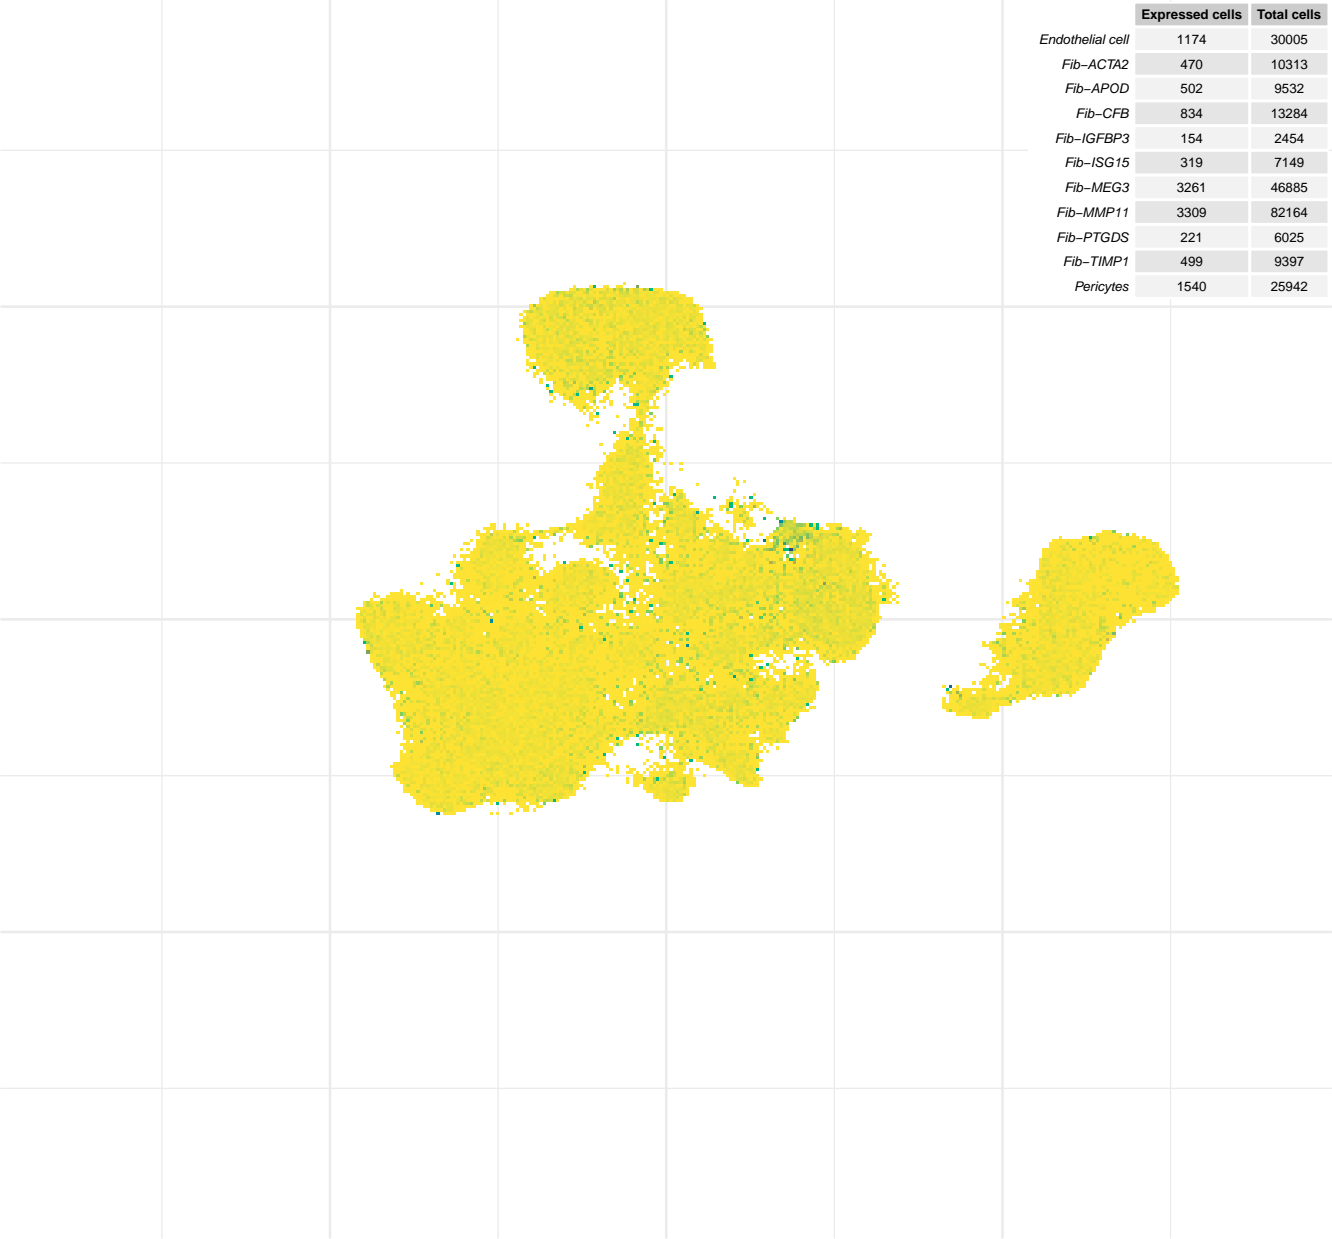 Expressed cells Total cells
Endothelial cell 1174 30005
Fib−ACTA2 470 10313
Fib−APOD 502 9532
Fib−CFB 834 13284
Fib−IGFBP3 154 2454
Fib−ISG15 319 7149
Fib−MEG3 3261 46885
Fib−MMP11 3309 82164
Fib−PTGDS 221 6025
Fib−TIMP1 499 9397
Pericytes 1540 25942